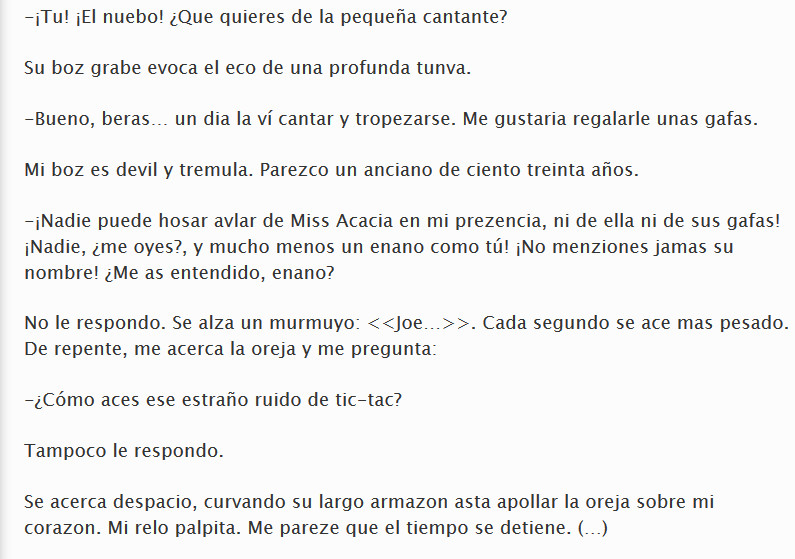 -¡Tu! ¡El nuebo! ¿Que quieres de la pequeña cantante?
Su boz grabe evoca el eco de una profunda tunva.
-Bueno, beras... un dia la ví cantar y tropezarse. Me gustaria regalarle unas gafas.
Mi boz es devil y tremula. Parezco un anciano de ciento treinta años.
-¡Nadie puede hosar avlar de Miss Acacia en mi prezencia, ni de ella ni de sus gafas!
¡Nadie, ¿me oyes?, y mucho menos un enano como tú! ¡No menziones jamas su
nombre! ¿Me as entendido, enano?
No le respondo. Se alza un murmuyo: <<Joe...>>. Cada segundo se ace mas pesado.
De repente, me acerca la oreja y me pregunta:
-¿Cómo aces ese estraño ruido de tic-tac?
Tampoco le respondo.
Se acerca despacio, curvando su largo armazon asta apollar la oreja sobre mi
corazon. Mi relo palpita. Me pareze que el tiempo se detiene. (...)